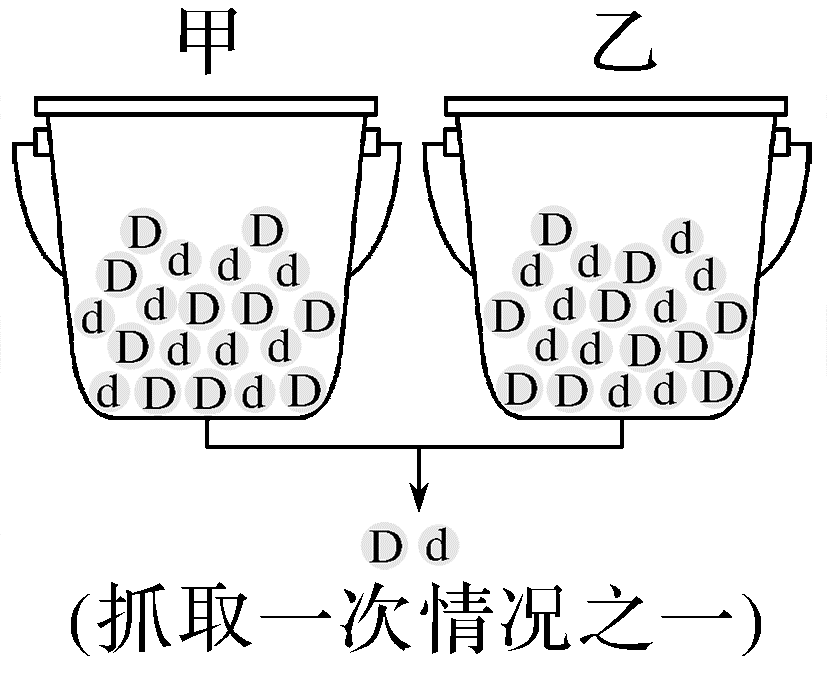 甲 乙
D D D d d d
d d D D D
D d d d
d D D d D
D d d D d d
D d D d D
d d D D
D D d d D
D d
(抓取一次情况之一)